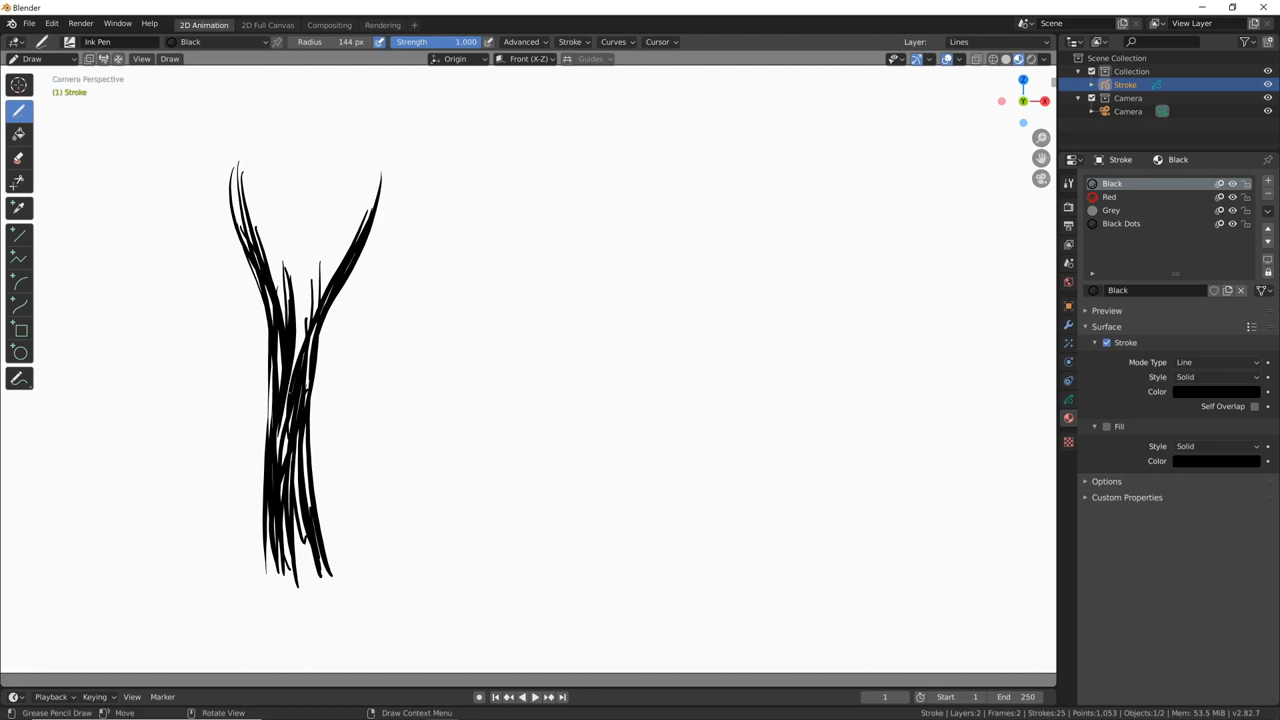 Blender
File Edit Render Window Help 2D Animation 2D Full Canvas Compositing Rendering + Scene View Layer
Ink Pen Black Radius 144 px Strength 1.000 Advanced Stroke Curves Cursor Layer: Lines
Draw View Draw Origin Front (X-Z) Guides
Camera Perspective
(1) Stroke
Z
Y
X
Scene Collection
Collection
Stroke
Camera
Camera
Stroke Black
Black
Red
Grey
Black Dots
Black
Preview
Surface
Stroke
Mode Type Line
Style Solid
Color
Self Overlap
Fill
Style Solid
Color
Options
Custom Properties
Playback Keying View Marker 1 Start 1 End 250
Grease Pencil Draw Move Rotate View Draw Context Menu Stroke | Layers:2 | Frames:2 | Strokes:25 | Points:1,053 | Objects:1/2 | Mem: 53.5 MiB | v2.82.7